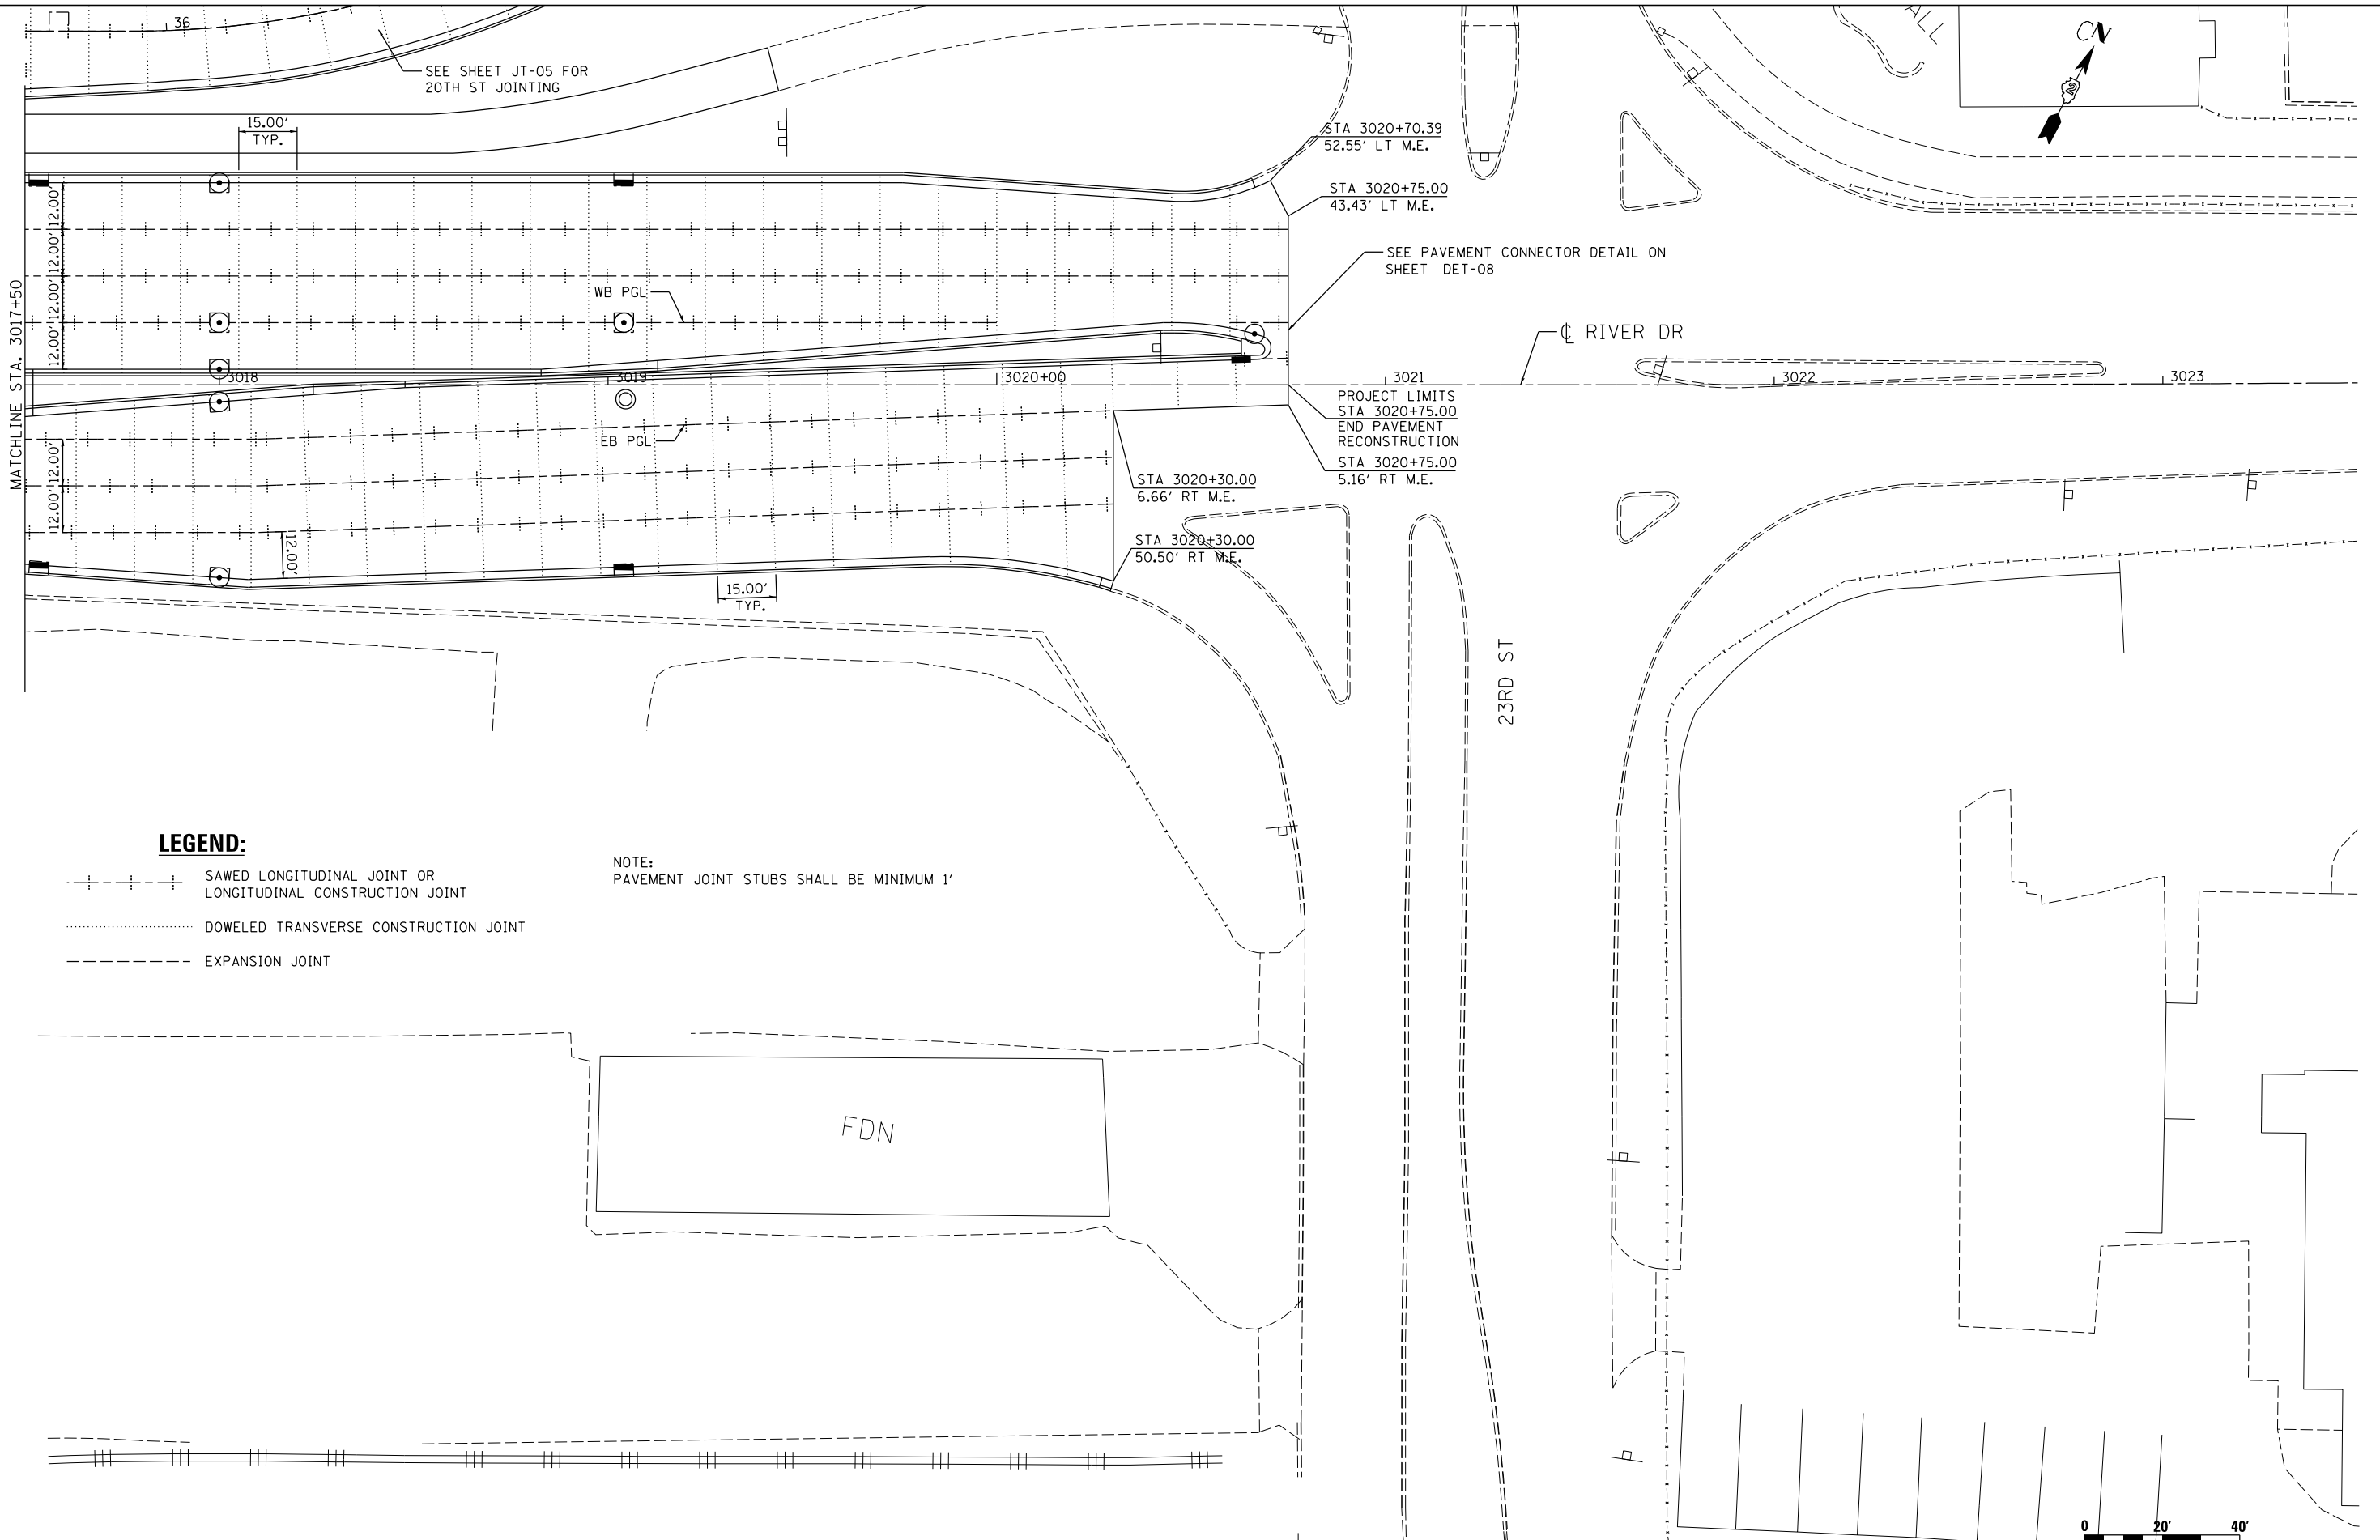 36
SEE SHEET JT-05 FOR
20TH ST JOINTING
ALL
CN
2
15.00'
TYP.
STA 3020+70.39
52.55' LT M.E.
STA 3020+75.00
43.43' LT M.E.
SEE PAVEMENT CONNECTOR DETAIL ON
SHEET DET-08
12.00'
12.00'
12.00'
12.00'
MATCHLINE STA. 3017+50
WB PGL
℄ RIVER DR
3018
3019
3020+00
3021
3022
3023
PROJECT LIMITS
STA 3020+75.00
END PAVEMENT
RECONSTRUCTION
STA 3020+75.00
5.16' RT M.E.
EB PGL
12.00'
12.00'
12.00'
STA 3020+30.00
6.66' RT M.E.
STA 3020+30.00
50.50' RT M.E.
15.00'
TYP.
23RD ST
LEGEND:
SAWED LONGITUDINAL JOINT OR
LONGITUDINAL CONSTRUCTION JOINT
DOWELED TRANSVERSE CONSTRUCTION JOINT
EXPANSION JOINT
NOTE:
PAVEMENT JOINT STUBS SHALL BE MINIMUM 1'
FDN
0 20' 40'